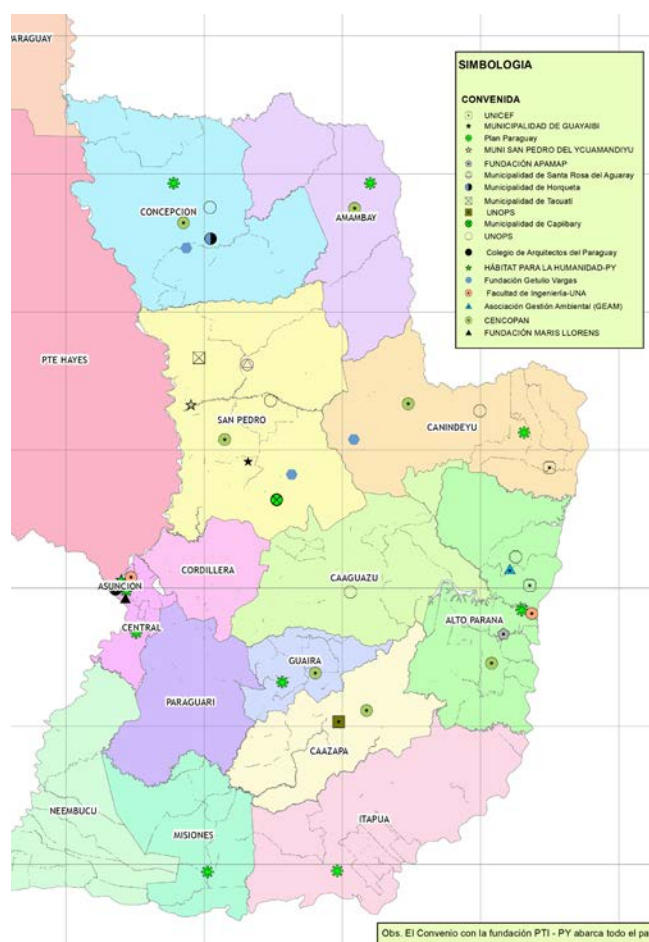 PARAGUAY
SIMBOLOGIA
CONVENIDA
UNICEF
MUNICIPALIDAD DE GUAYAIBI
Plan Paraguay
MUNI SAN PEDRO DEL YCUAMANDIYU
FUNDACIÓN APAMAP
Municipalidad de Santa Rosa del Aguaray
Municipalidad de Horqueta
Municipalidad de Tacuatí
UNOPS
Municipalidad de Capiibary
UNOPS
Colegio de Arquitectos del Paraguay
HÁBITAT PARA LA HUMANIDAD-PY
Fundación Getulio Vargas
Facultad de Ingeniería-UNA
Asociación Gestión Ambiental (GEAM)
CENCOPAN
FUNDACIÓN MARIS LLORENS
CONCEPCION
AMAMBAY
PTE HAYES
SAN PEDRO
CANINDEYU
CORDILLERA
CAAGUAZU
ASUNCION
CENTRAL
ALTO PARANA
GUAIRA
PARAGUARI
CAAZAPA
NEEMBUCU
MISIONES
ITAPUA
Obs. El Convenio con la fundación PTI - PY abarca todo el pa